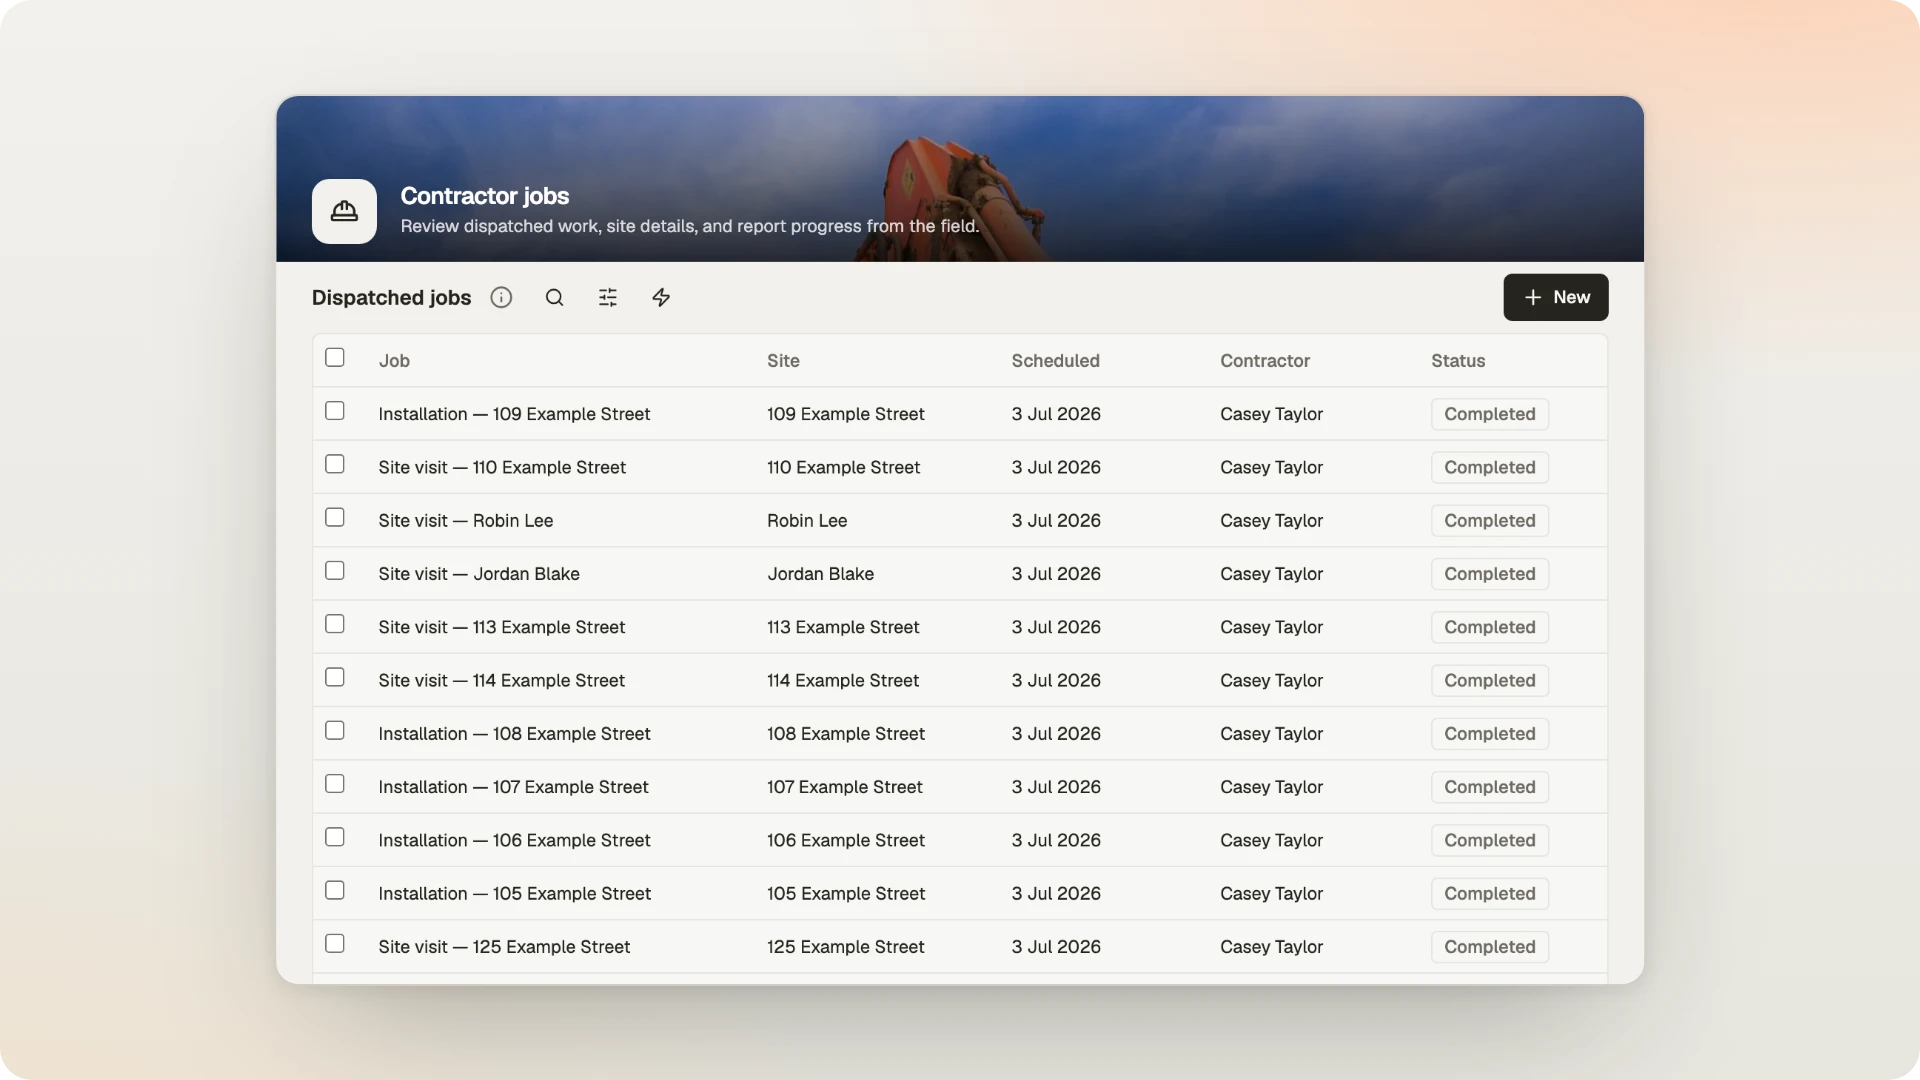 Contractor jobs
Review dispatched work, site details, and report progress from the field.
Dispatched jobs
New
Job Site Scheduled Contractor Status
Installation — 109 Example Street 109 Example Street 3 Jul 2026 Casey Taylor Completed
Site visit — 110 Example Street 110 Example Street 3 Jul 2026 Casey Taylor Completed
Site visit — Robin Lee Robin Lee 3 Jul 2026 Casey Taylor Completed
Site visit — Jordan Blake Jordan Blake 3 Jul 2026 Casey Taylor Completed
Site visit — 113 Example Street 113 Example Street 3 Jul 2026 Casey Taylor Completed
Site visit — 114 Example Street 114 Example Street 3 Jul 2026 Casey Taylor Completed
Installation — 108 Example Street 108 Example Street 3 Jul 2026 Casey Taylor Completed
Installation — 107 Example Street 107 Example Street 3 Jul 2026 Casey Taylor Completed
Installation — 106 Example Street 106 Example Street 3 Jul 2026 Casey Taylor Completed
Installation — 105 Example Street 105 Example Street 3 Jul 2026 Casey Taylor Completed
Site visit — 125 Example Street 125 Example Street 3 Jul 2026 Casey Taylor Completed